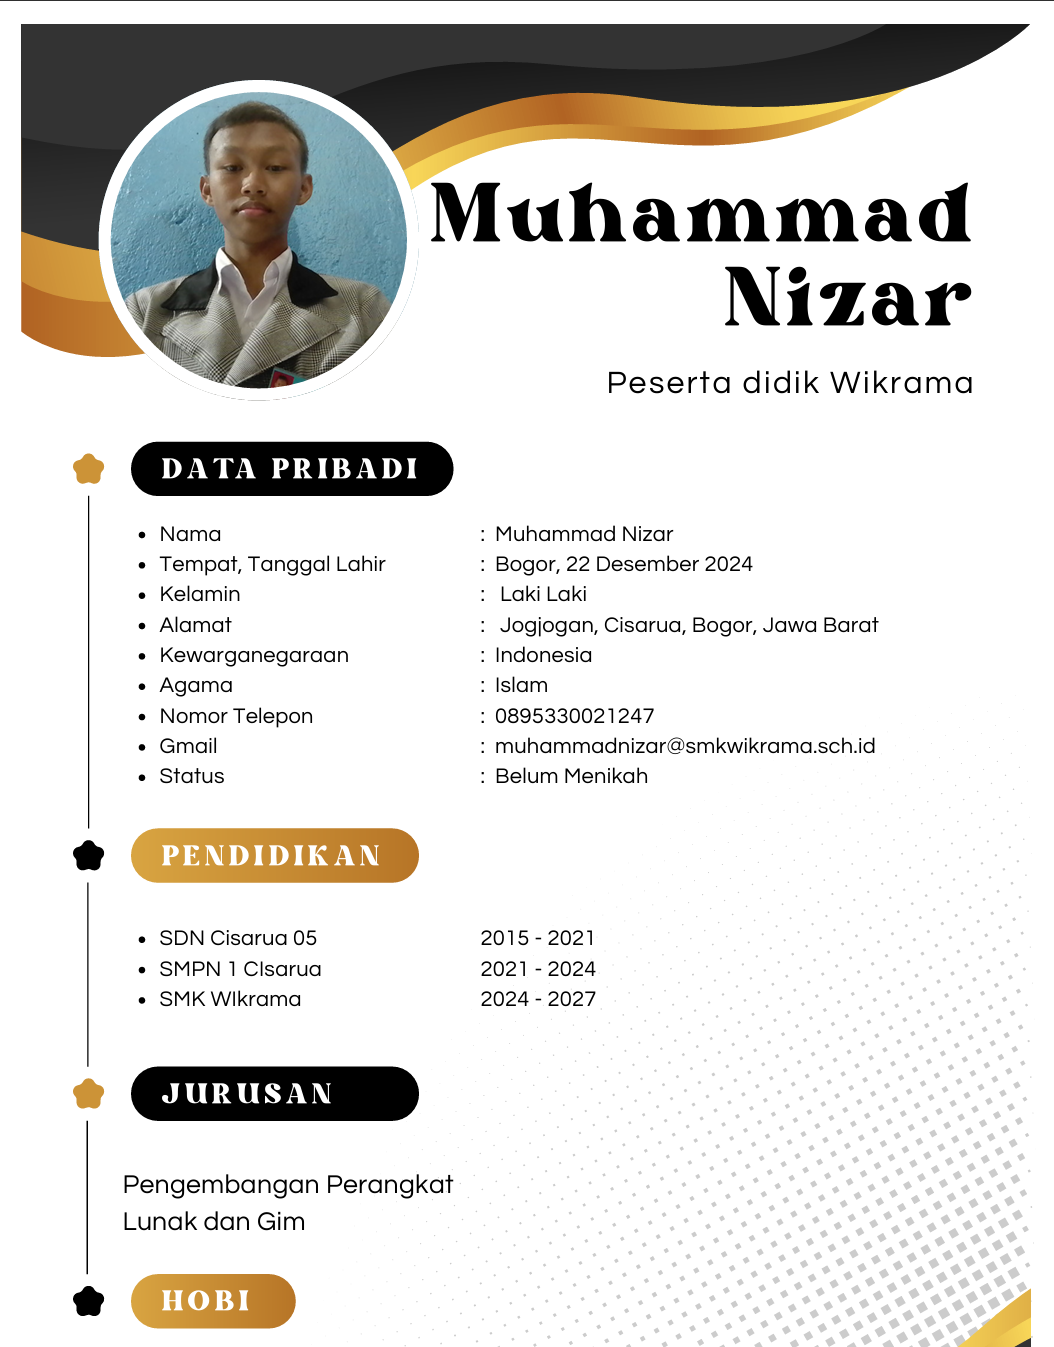 Muhammad
Nizar
Peserta didik Wikrama
DATA PRIBADI
• Nama : Muhammad Nizar
• Tempat, Tanggal Lahir : Bogor, 22 Desember 2024
• Kelamin : Laki Laki
• Alamat : Jogjogan, Cisarua, Bogor, Jawa Barat
• Kewarganegaraan : Indonesia
• Agama : Islam
• Nomor Telepon : 0895330021247
• Gmail : muhammadnizar@smkwikrama.sch.id
• Status : Belum Menikah
PENDIDIKAN
• SDN Cisarua 05 2015 - 2021
• SMPN 1 CIsarua 2021 - 2024
• SMK WIkrama 2024 - 2027
JURUSAN
Pengembangan Perangkat
Lunak dan Gim
HOBI